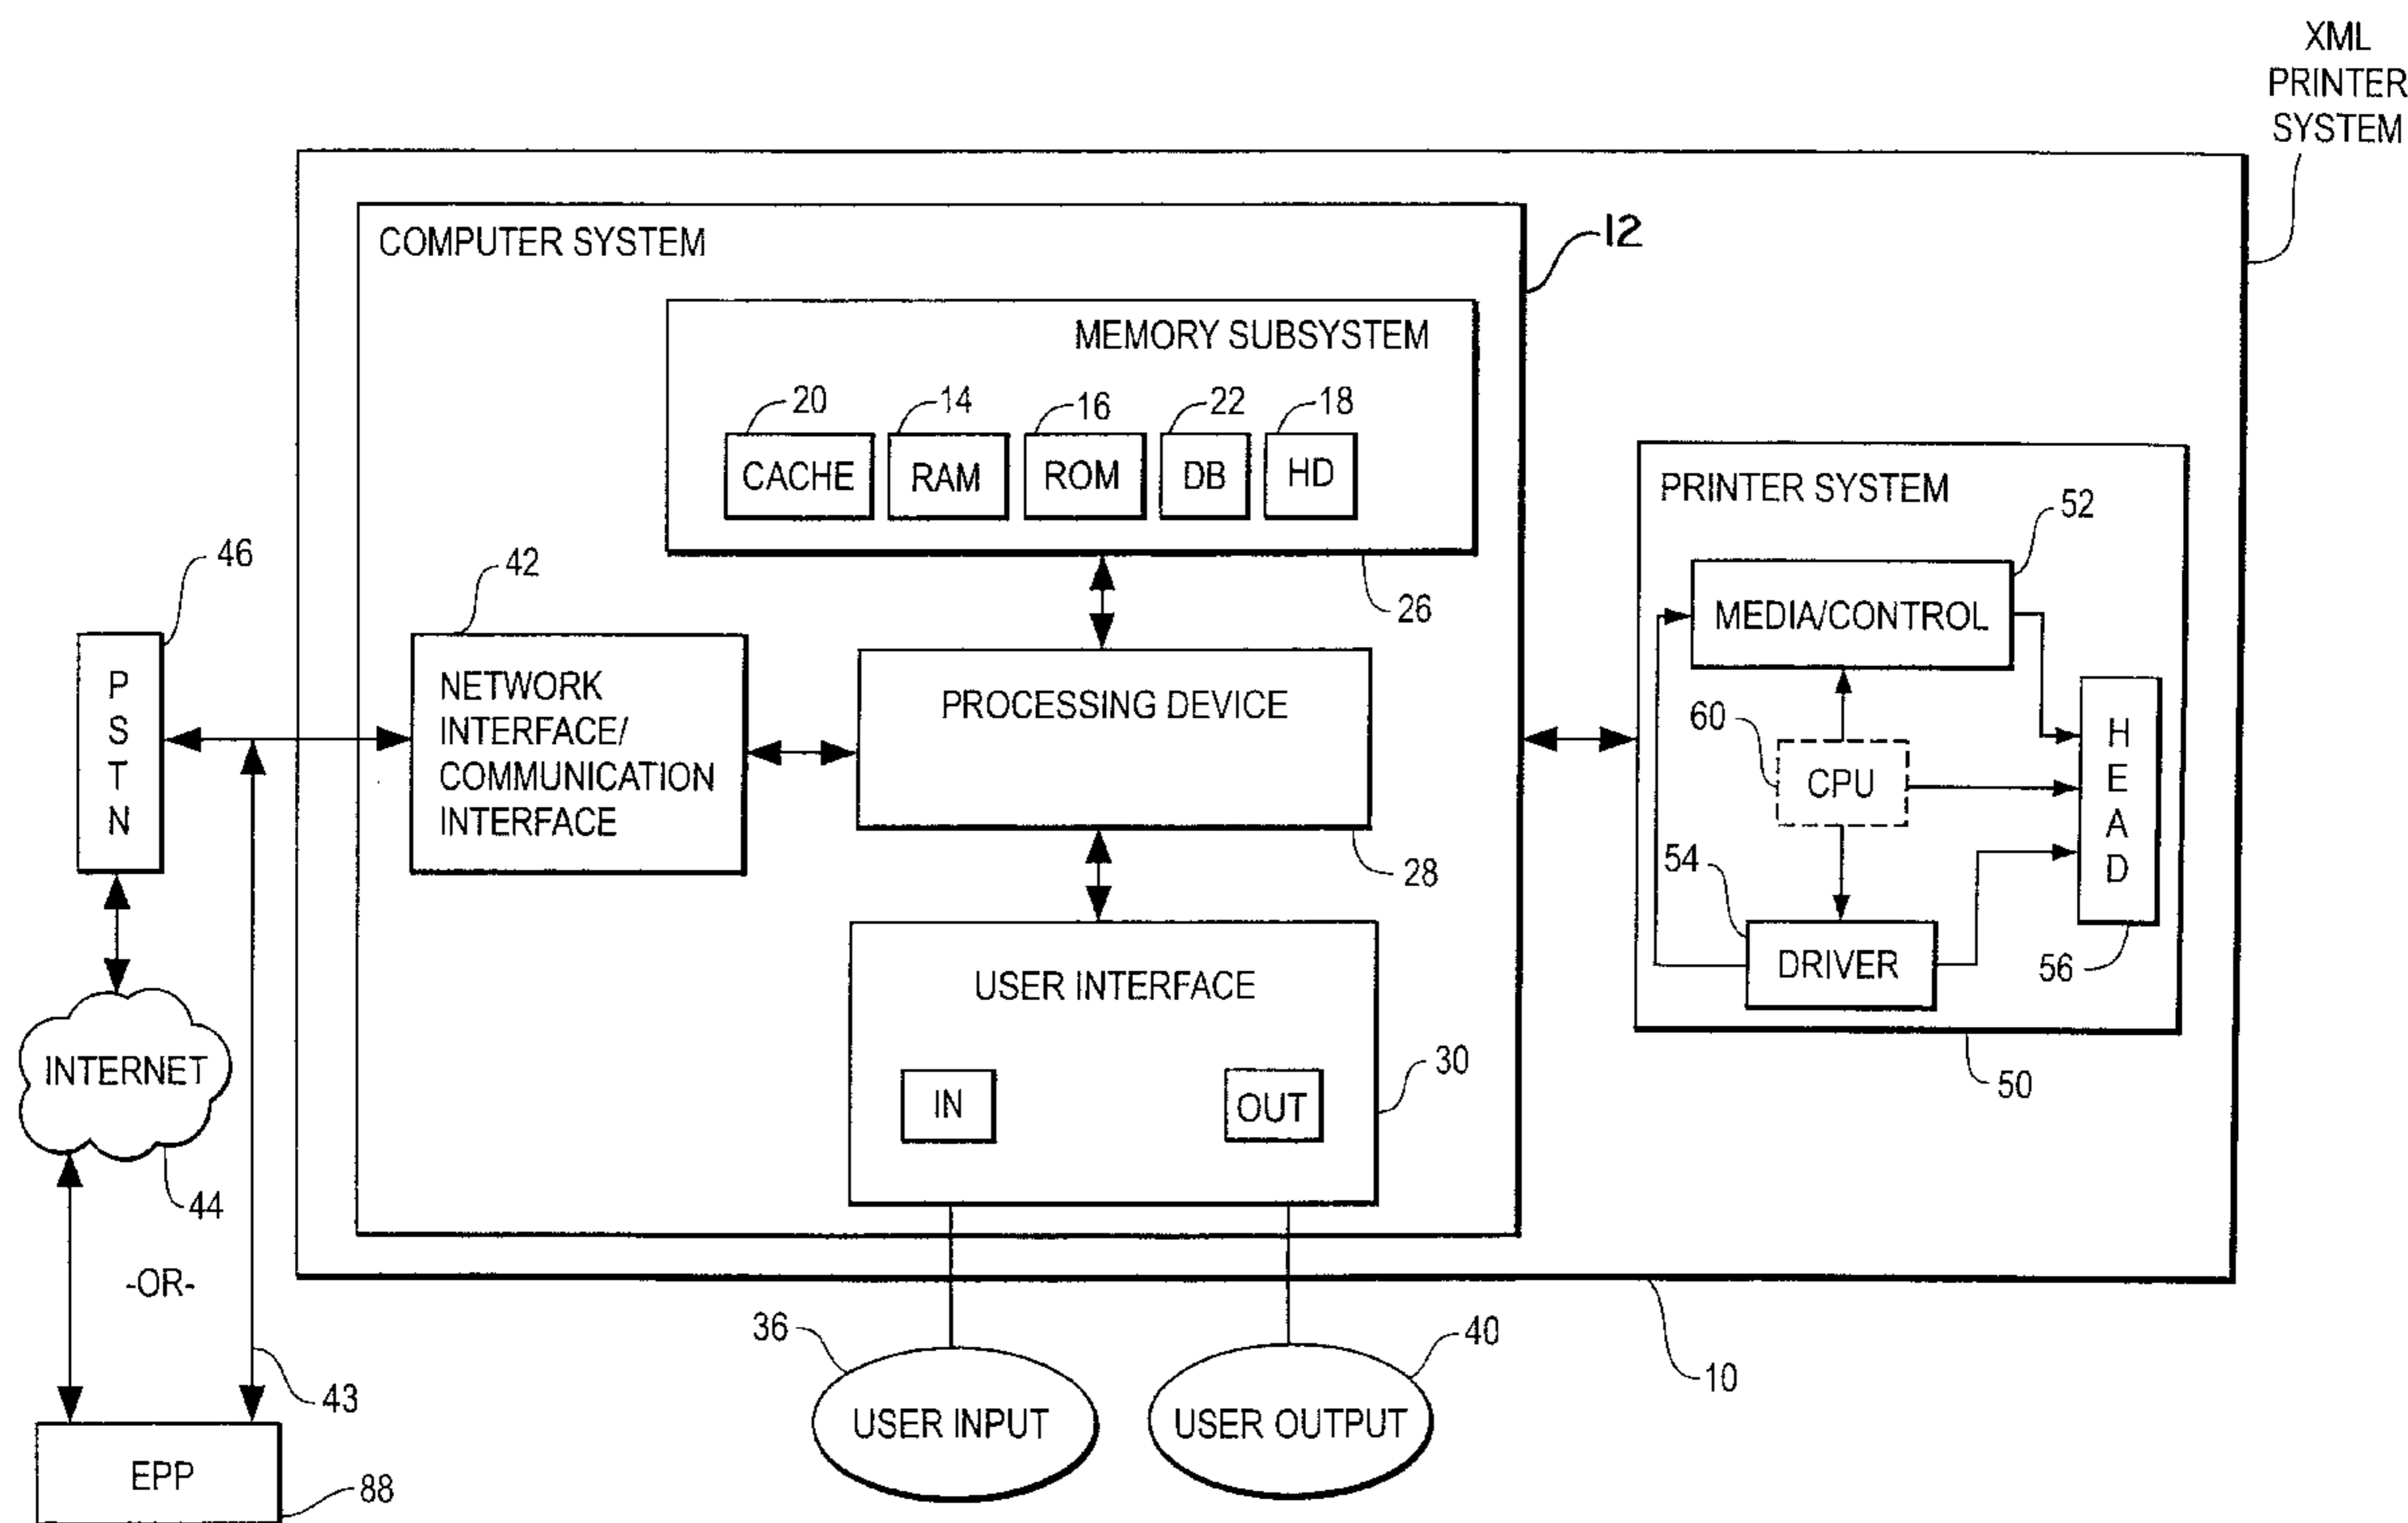 XML
PRINTER
SYSTEM
COMPUTER SYSTEM
12
MEMORY SUBSYSTEM
20
14
16
22
18
CACHE
RAM
ROM
DB
HD
26
PRINTER SYSTEM
52
MEDIA/CONTROL
60
CPU
HEAD
54
DRIVER
56
50
46
PSTN
42
NETWORK
INTERFACE/
COMMUNICATION
INTERFACE
PROCESSING DEVICE
28
USER INTERFACE
30
IN
OUT
INTERNET
44
-OR-
43
EPP
88
36
USER INPUT
40
USER OUTPUT
10